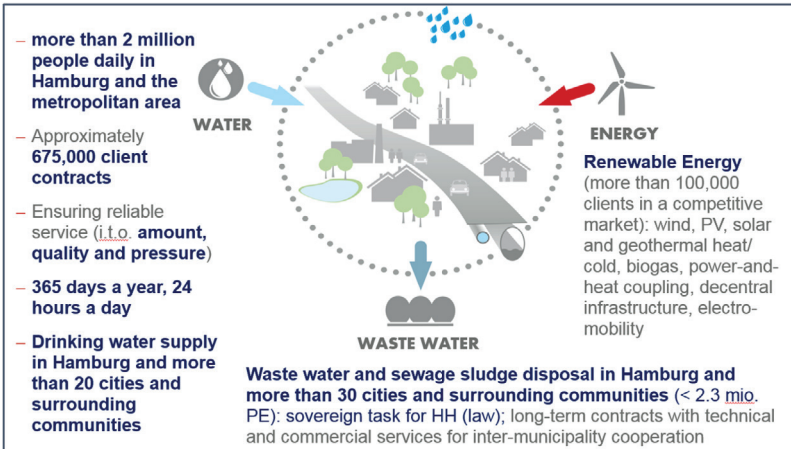 – more than 2 million
people daily in
Hamburg and the
metropolitan area
– Approximately
675,000 client
contracts
– Ensuring reliable
service (i.t.o. amount,
quality and pressure)
– 365 days a year, 24
hours a day
– Drinking water supply
in Hamburg and more
than 20 cities and
surrounding
communities
WATER
ENERGY
Renewable Energy
(more than 100,000
clients in a competitive
market): wind, PV, solar
and geothermal heat/
cold, biogas, power-and-
heat coupling, decentral
infrastructure, electro-
mobility
WASTE WATER
Waste water and sewage sludge disposal in Hamburg and
more than 30 cities and surrounding communities (< 2.3 mio.
PE): sovereign task for HH (law); long-term contracts with technical
and commercial services for inter-municipality cooperation